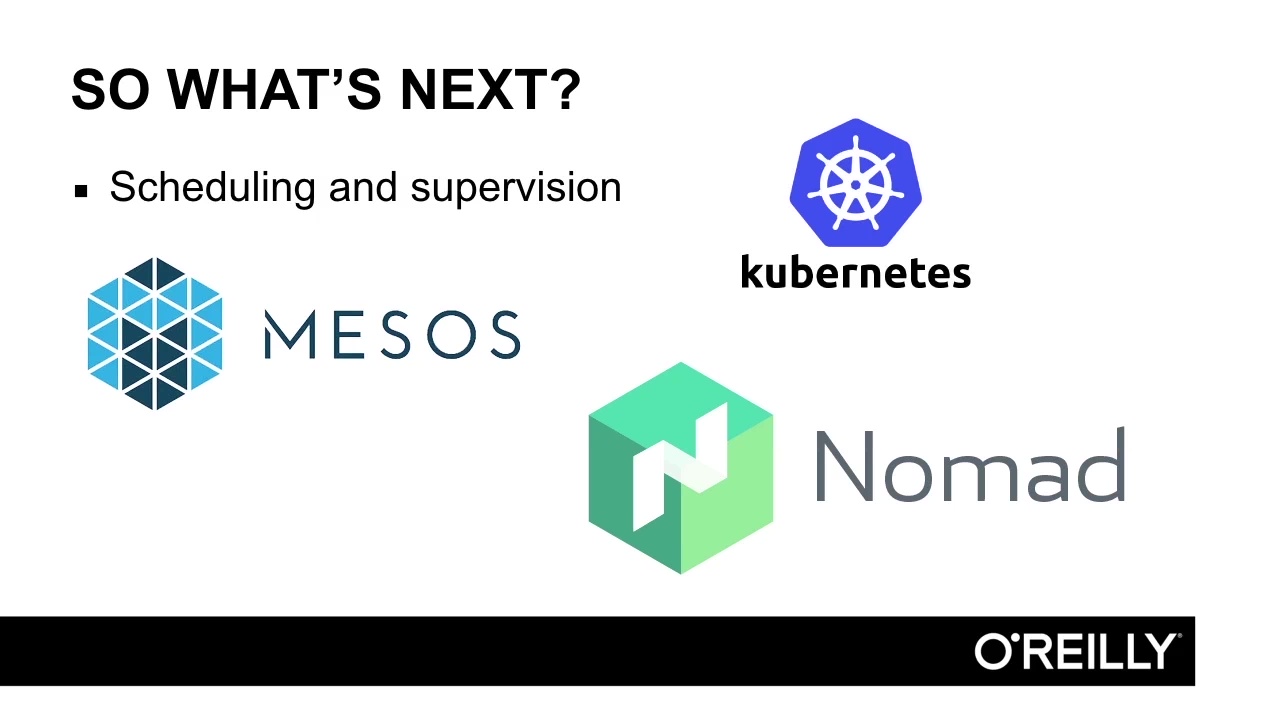 SO WHAT’S NEXT?
▪ Scheduling and supervision
kubernetes
MESOS
Nomad
O'REILLY®